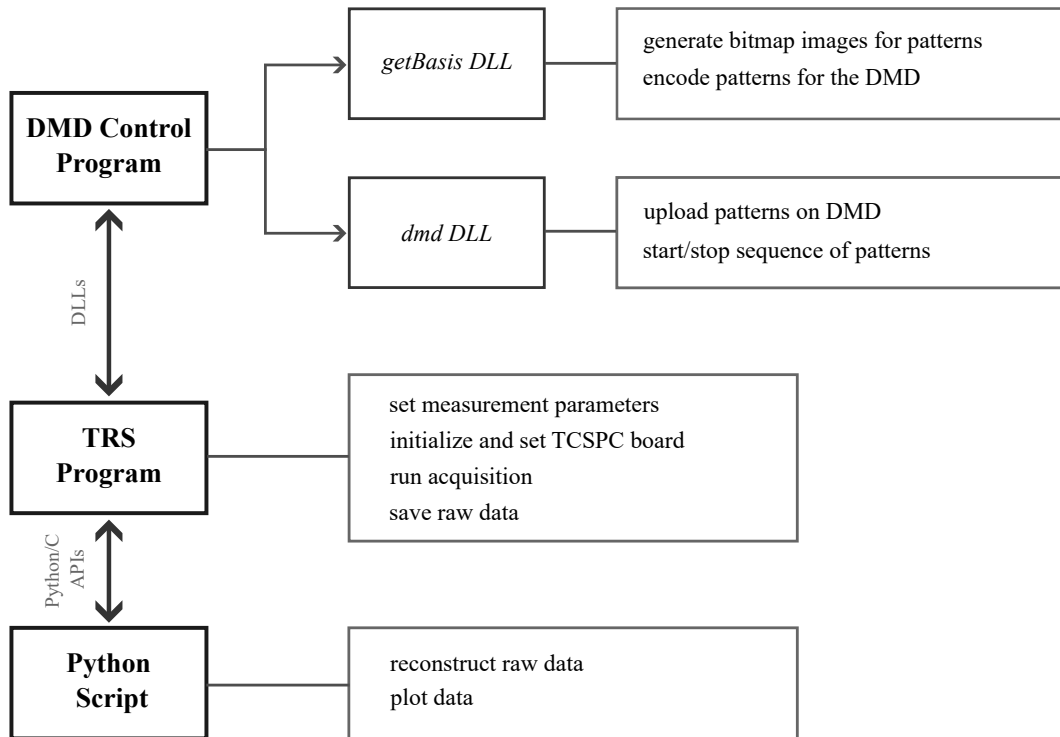 getBasis DLL
generate bitmap images for patterns
encode patterns for the DMD
DMD Control
Program
dmd DLL
upload patterns on DMD
start/stop sequence of patterns
DLLs
TRS
Program
set measurement parameters
initialize and set TCSPC board
run acquisition
save raw data
Python/C
APIs
Python
Script
reconstruct raw data
plot data